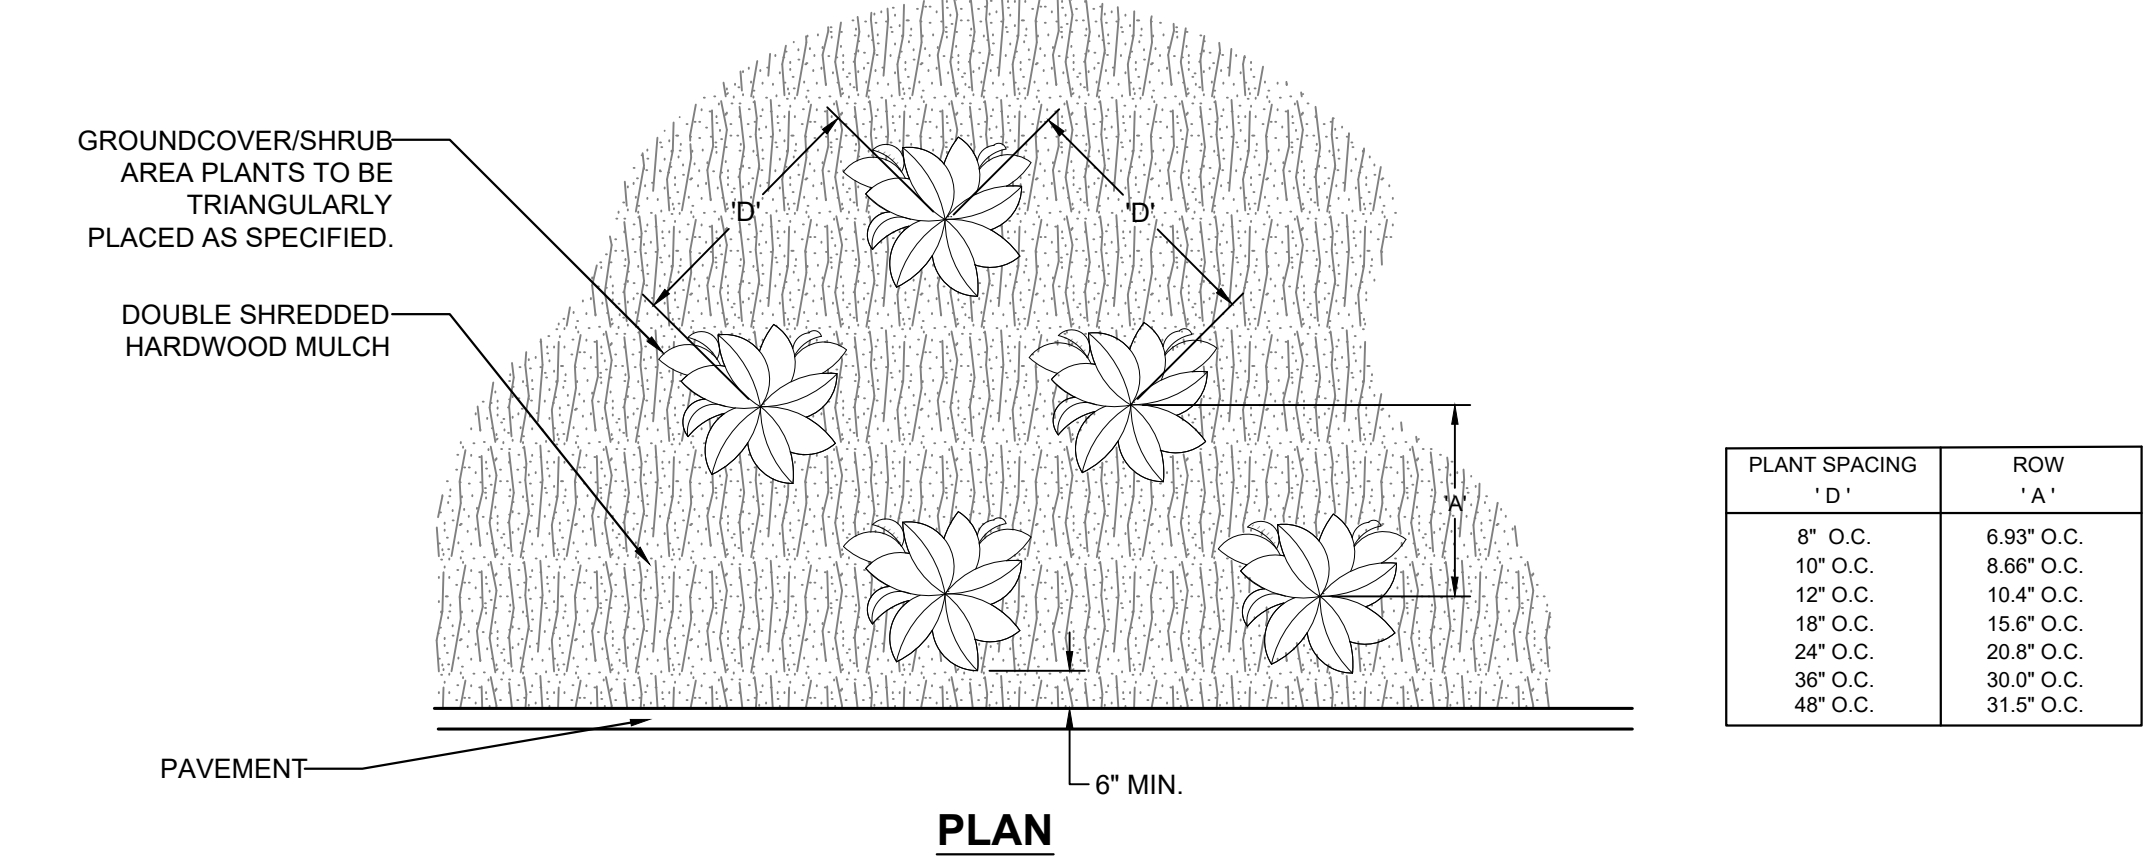 GROUNDCOVER/SHRUB
AREA PLANTS TO BE
TRIANGULARLY
PLACED AS SPECIFIED.
DOUBLE SHREDDED
HARDWOOD MULCH
PAVEMENT
'D'
'D'
'A'
6" MIN.
PLAN
PLANT SPACING ROW
' D ' ' A '
8" O.C. 6.93" O.C.
10" O.C. 8.66" O.C.
12" O.C. 10.4" O.C.
18" O.C. 15.6" O.C.
24" O.C. 20.8" O.C.
36" O.C. 30.0" O.C.
48" O.C. 31.5" O.C.